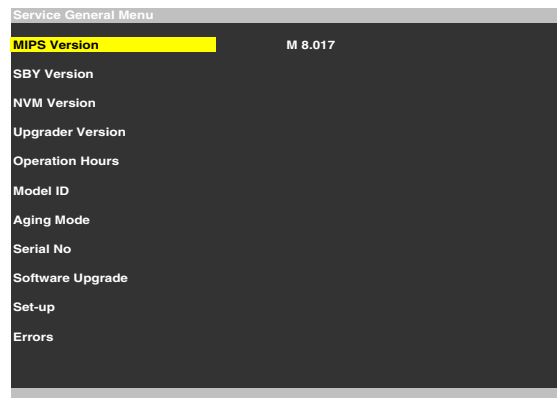 Service General Menu
MIPS Version M 8.017
SBY Version
NVM Version
Upgrader Version
Operation Hours
Model ID
Aging Mode
Serial No
Software Upgrade
Set-up
Errors